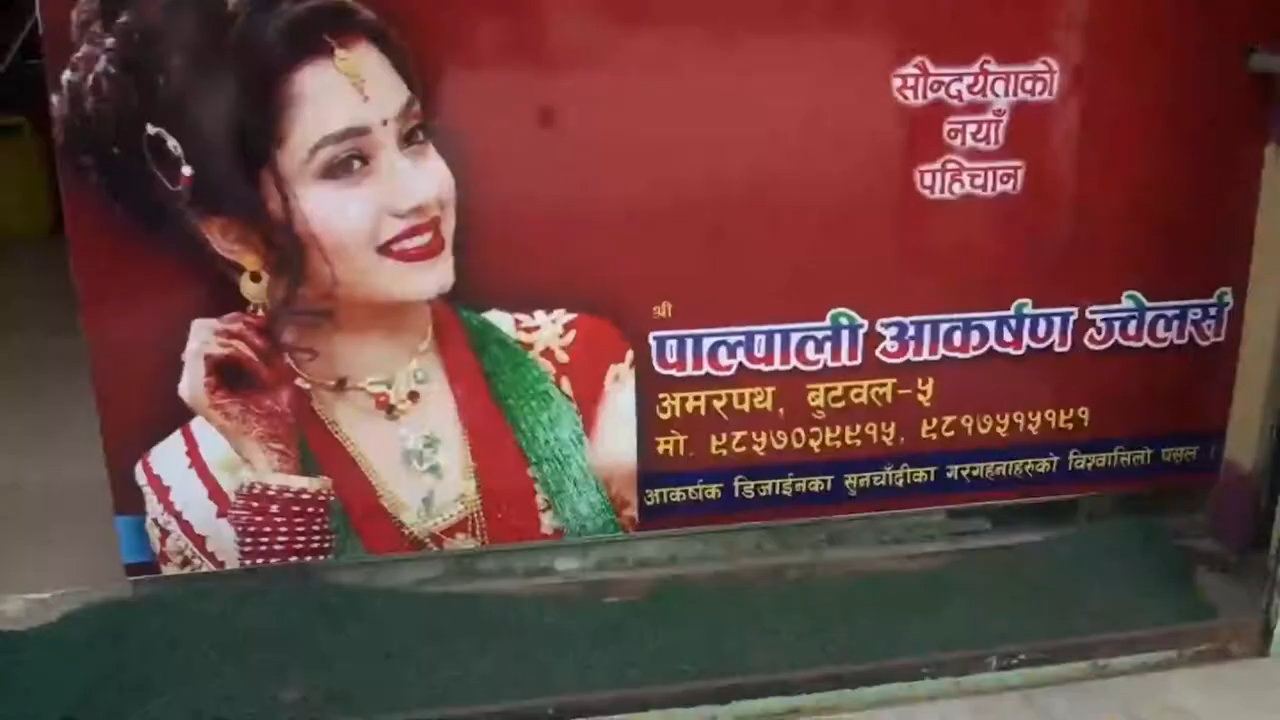 सौन्दर्यताको
नयाँ
पहिचान
श्री
पाल्पाली आकर्षण ज्वेलर्स
अमरपथ, बुटवल-५
मो. ९८५७०२९९१५, ९८१७५१५१९१
आकर्षक डिजाईनका सुनचाँदीका गरगहनाहरुको विश्वासिलो पसल ।